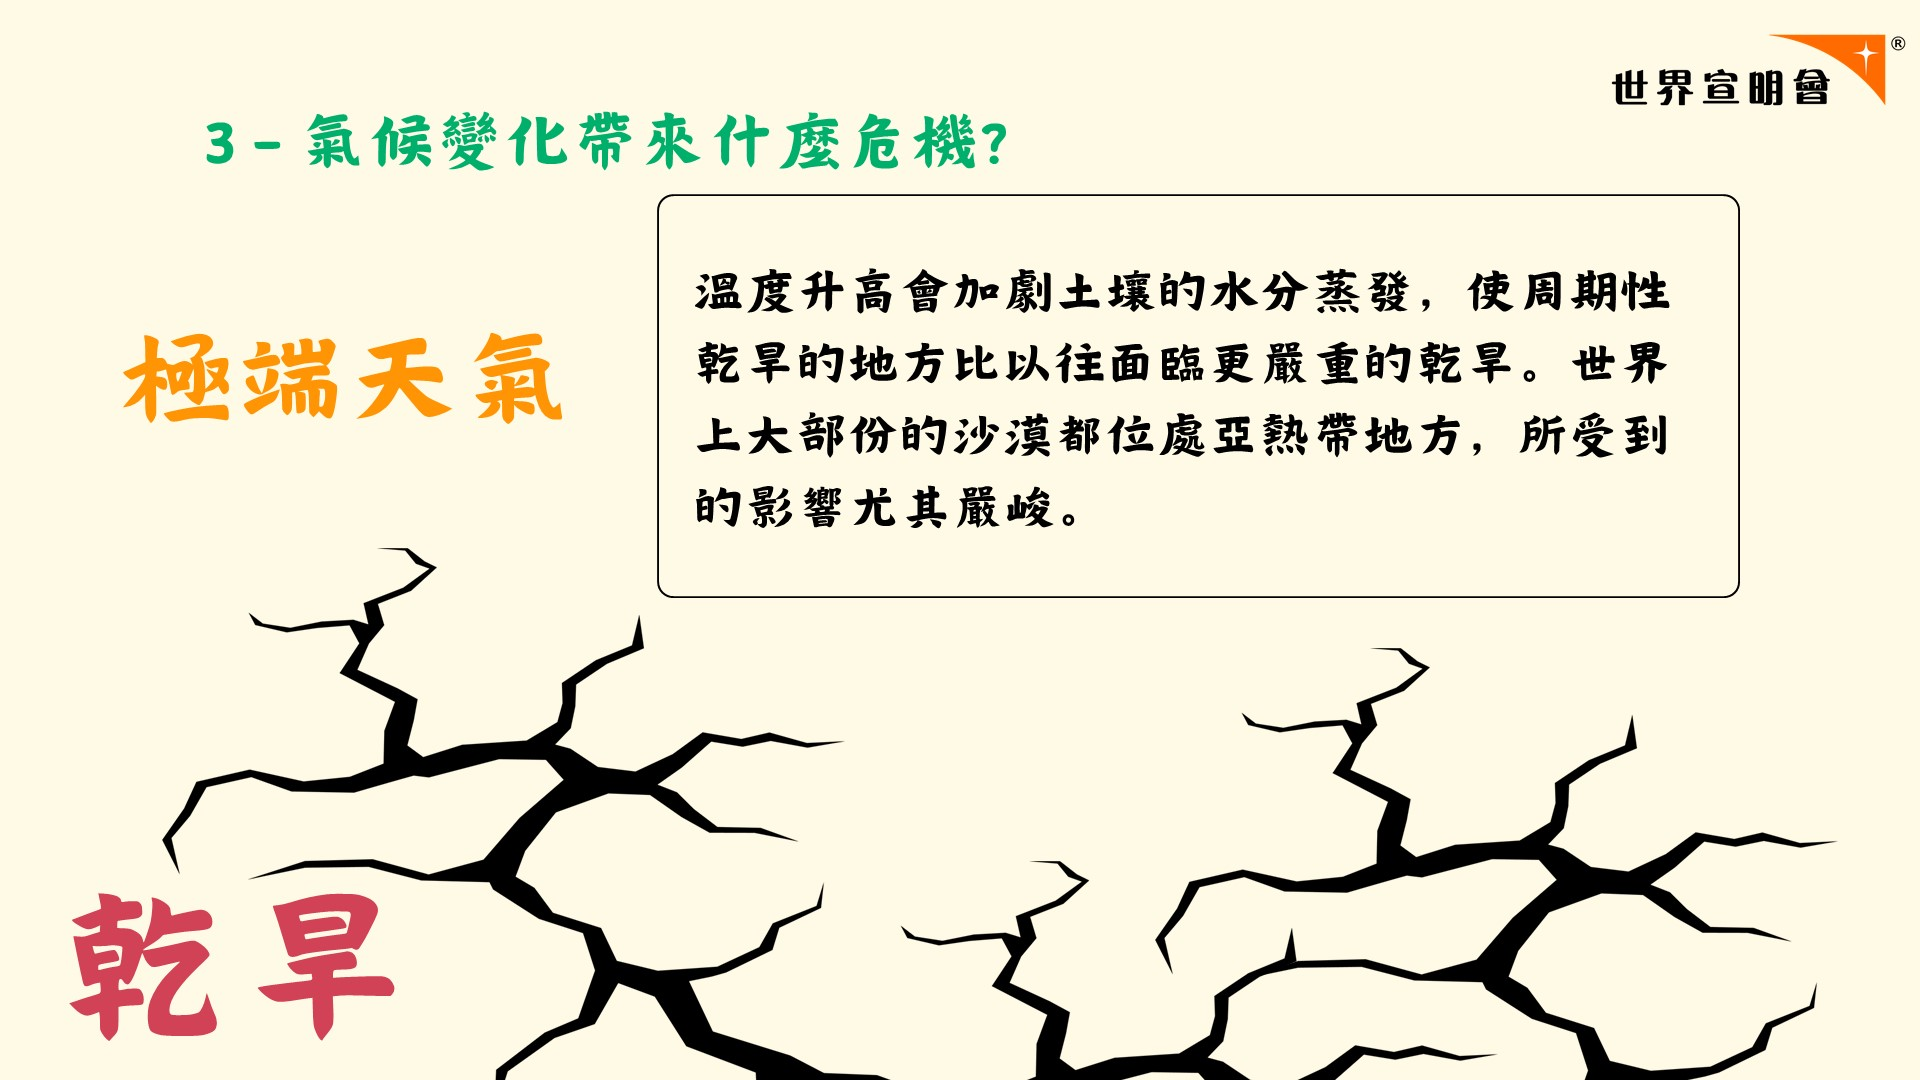 世界宣明會®
3 – 氣候變化帶來什麼危機?
極端天氣
溫度升高會加劇土壤的水分蒸發，使周期性
乾旱的地方比以往面臨更嚴重的乾旱。世界
上大部份的沙漠都位處亞熱帶地方，所受到
的影響尤其嚴峻。
乾旱